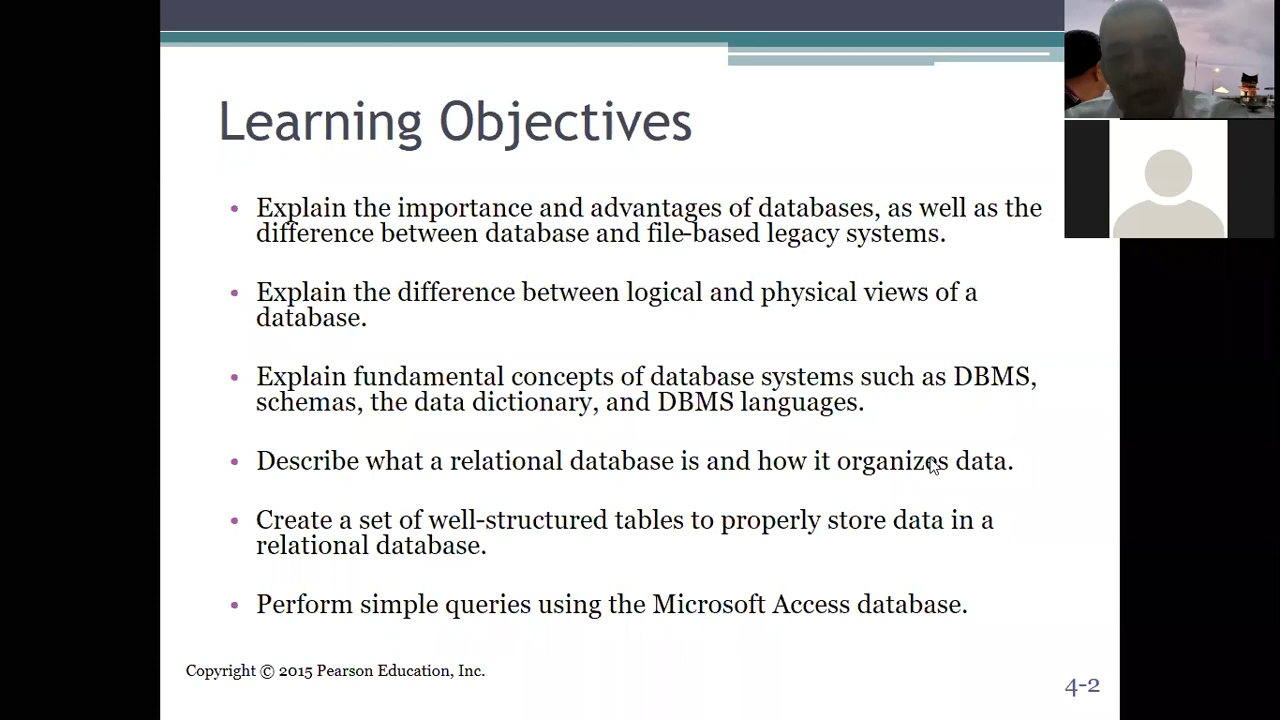 Learning Objectives
• Explain the importance and advantages of databases, as well as the
difference between database and file-based legacy systems.
• Explain the difference between logical and physical views of a
database.
• Explain fundamental concepts of database systems such as DBMS,
schemas, the data dictionary, and DBMS languages.
• Describe what a relational database is and how it organizes data.
• Create a set of well-structured tables to properly store data in a
relational database.
• Perform simple queries using the Microsoft Access database.
Copyright © 2015 Pearson Education, Inc.
4-2